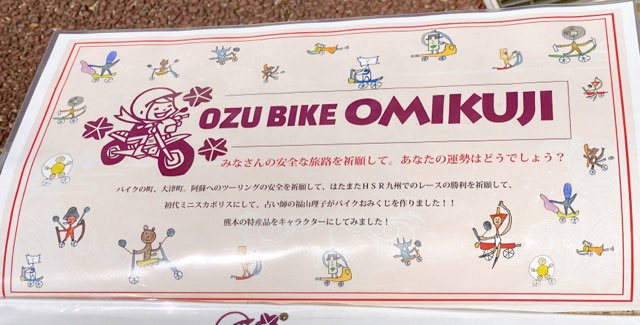 OZU BIKE OMIKUJI
みなさんの安全な旅路を祈願して。あなたの運勢はどうでしょう？
バイクの町、大津町。阿蘇へのツーリングの安全を祈願して、はたまたHSR九州でのレースの勝利を祈願して、
初代ミニスカポリスにして、占い師の福山理子がバイクおみくじを作りました！！
熊本の特産品をキャラクターにしてみました！